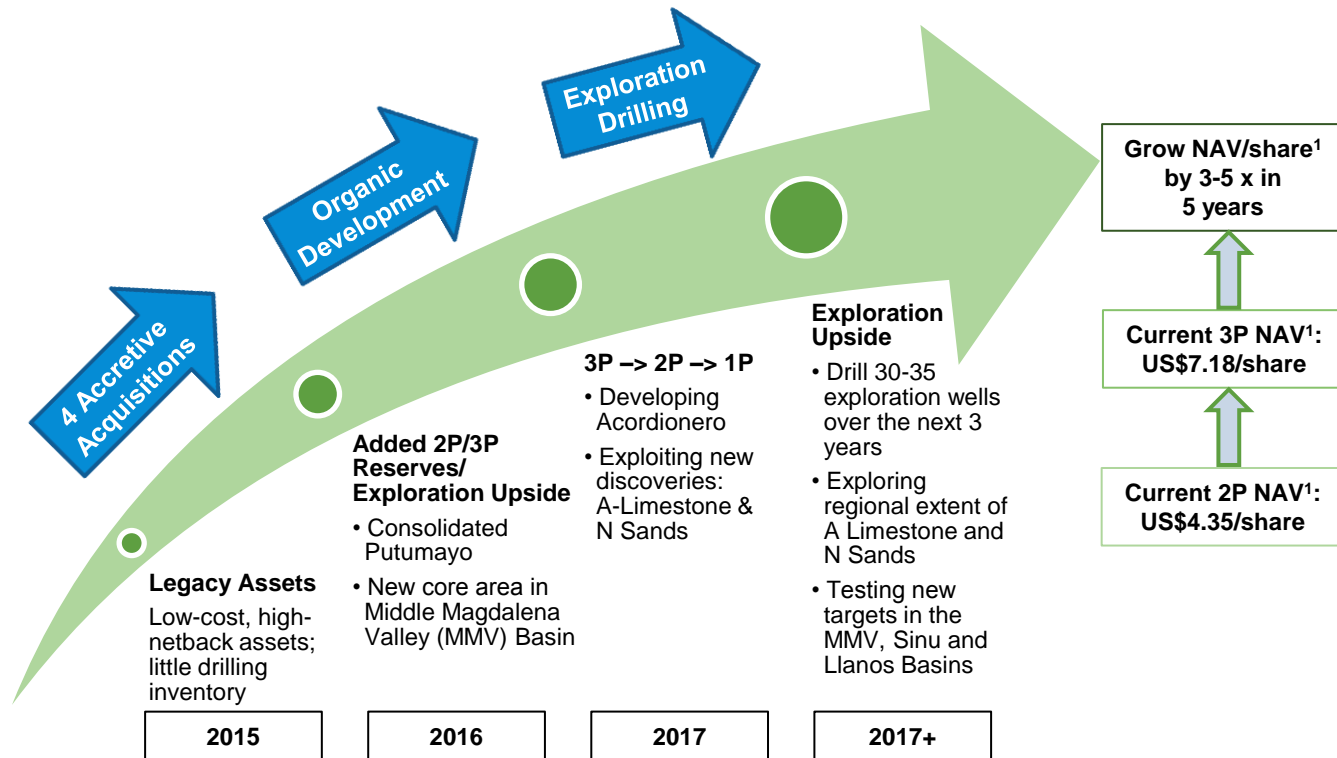 4 Accretive
Acquisitions
Organic
Development
Exploration
Drilling
Legacy Assets
Low-cost, high-
netback assets;
little drilling
inventory
2015
Added 2P/3P
Reserves/
Exploration Upside
• Consolidated
Putumayo
• New core area in
Middle Magdalena
Valley (MMV) Basin
2016
3P –> 2P –> 1P
• Developing
Acordionero
• Exploiting new
discoveries:
A-Limestone &
N Sands
2017
Exploration
Upside
• Drill 30-35
exploration wells
over the next 3
years
• Exploring
regional extent of
A Limestone and
N Sands
• Testing new
targets in the
MMV, Sinu and
Llanos Basins
2017+
Grow NAV/share¹
by 3-5 x in
5 years
Current 3P NAV¹:
US$7.18/share
Current 2P NAV¹:
US$4.35/share